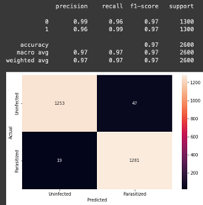 precision recall f1-score support
0 0.99 0.96 0.97 1300
1 0.96 0.99 0.97 1300
accuracy 0.97 2600
macro avg 0.97 0.97 0.97 2600
weighted avg 0.97 0.97 0.97 2600
1200
1000
800
600
400
200
Actual
Uninfected
1253 47
Parasitized
19 1281
Uninfected Parasitized
Predicted